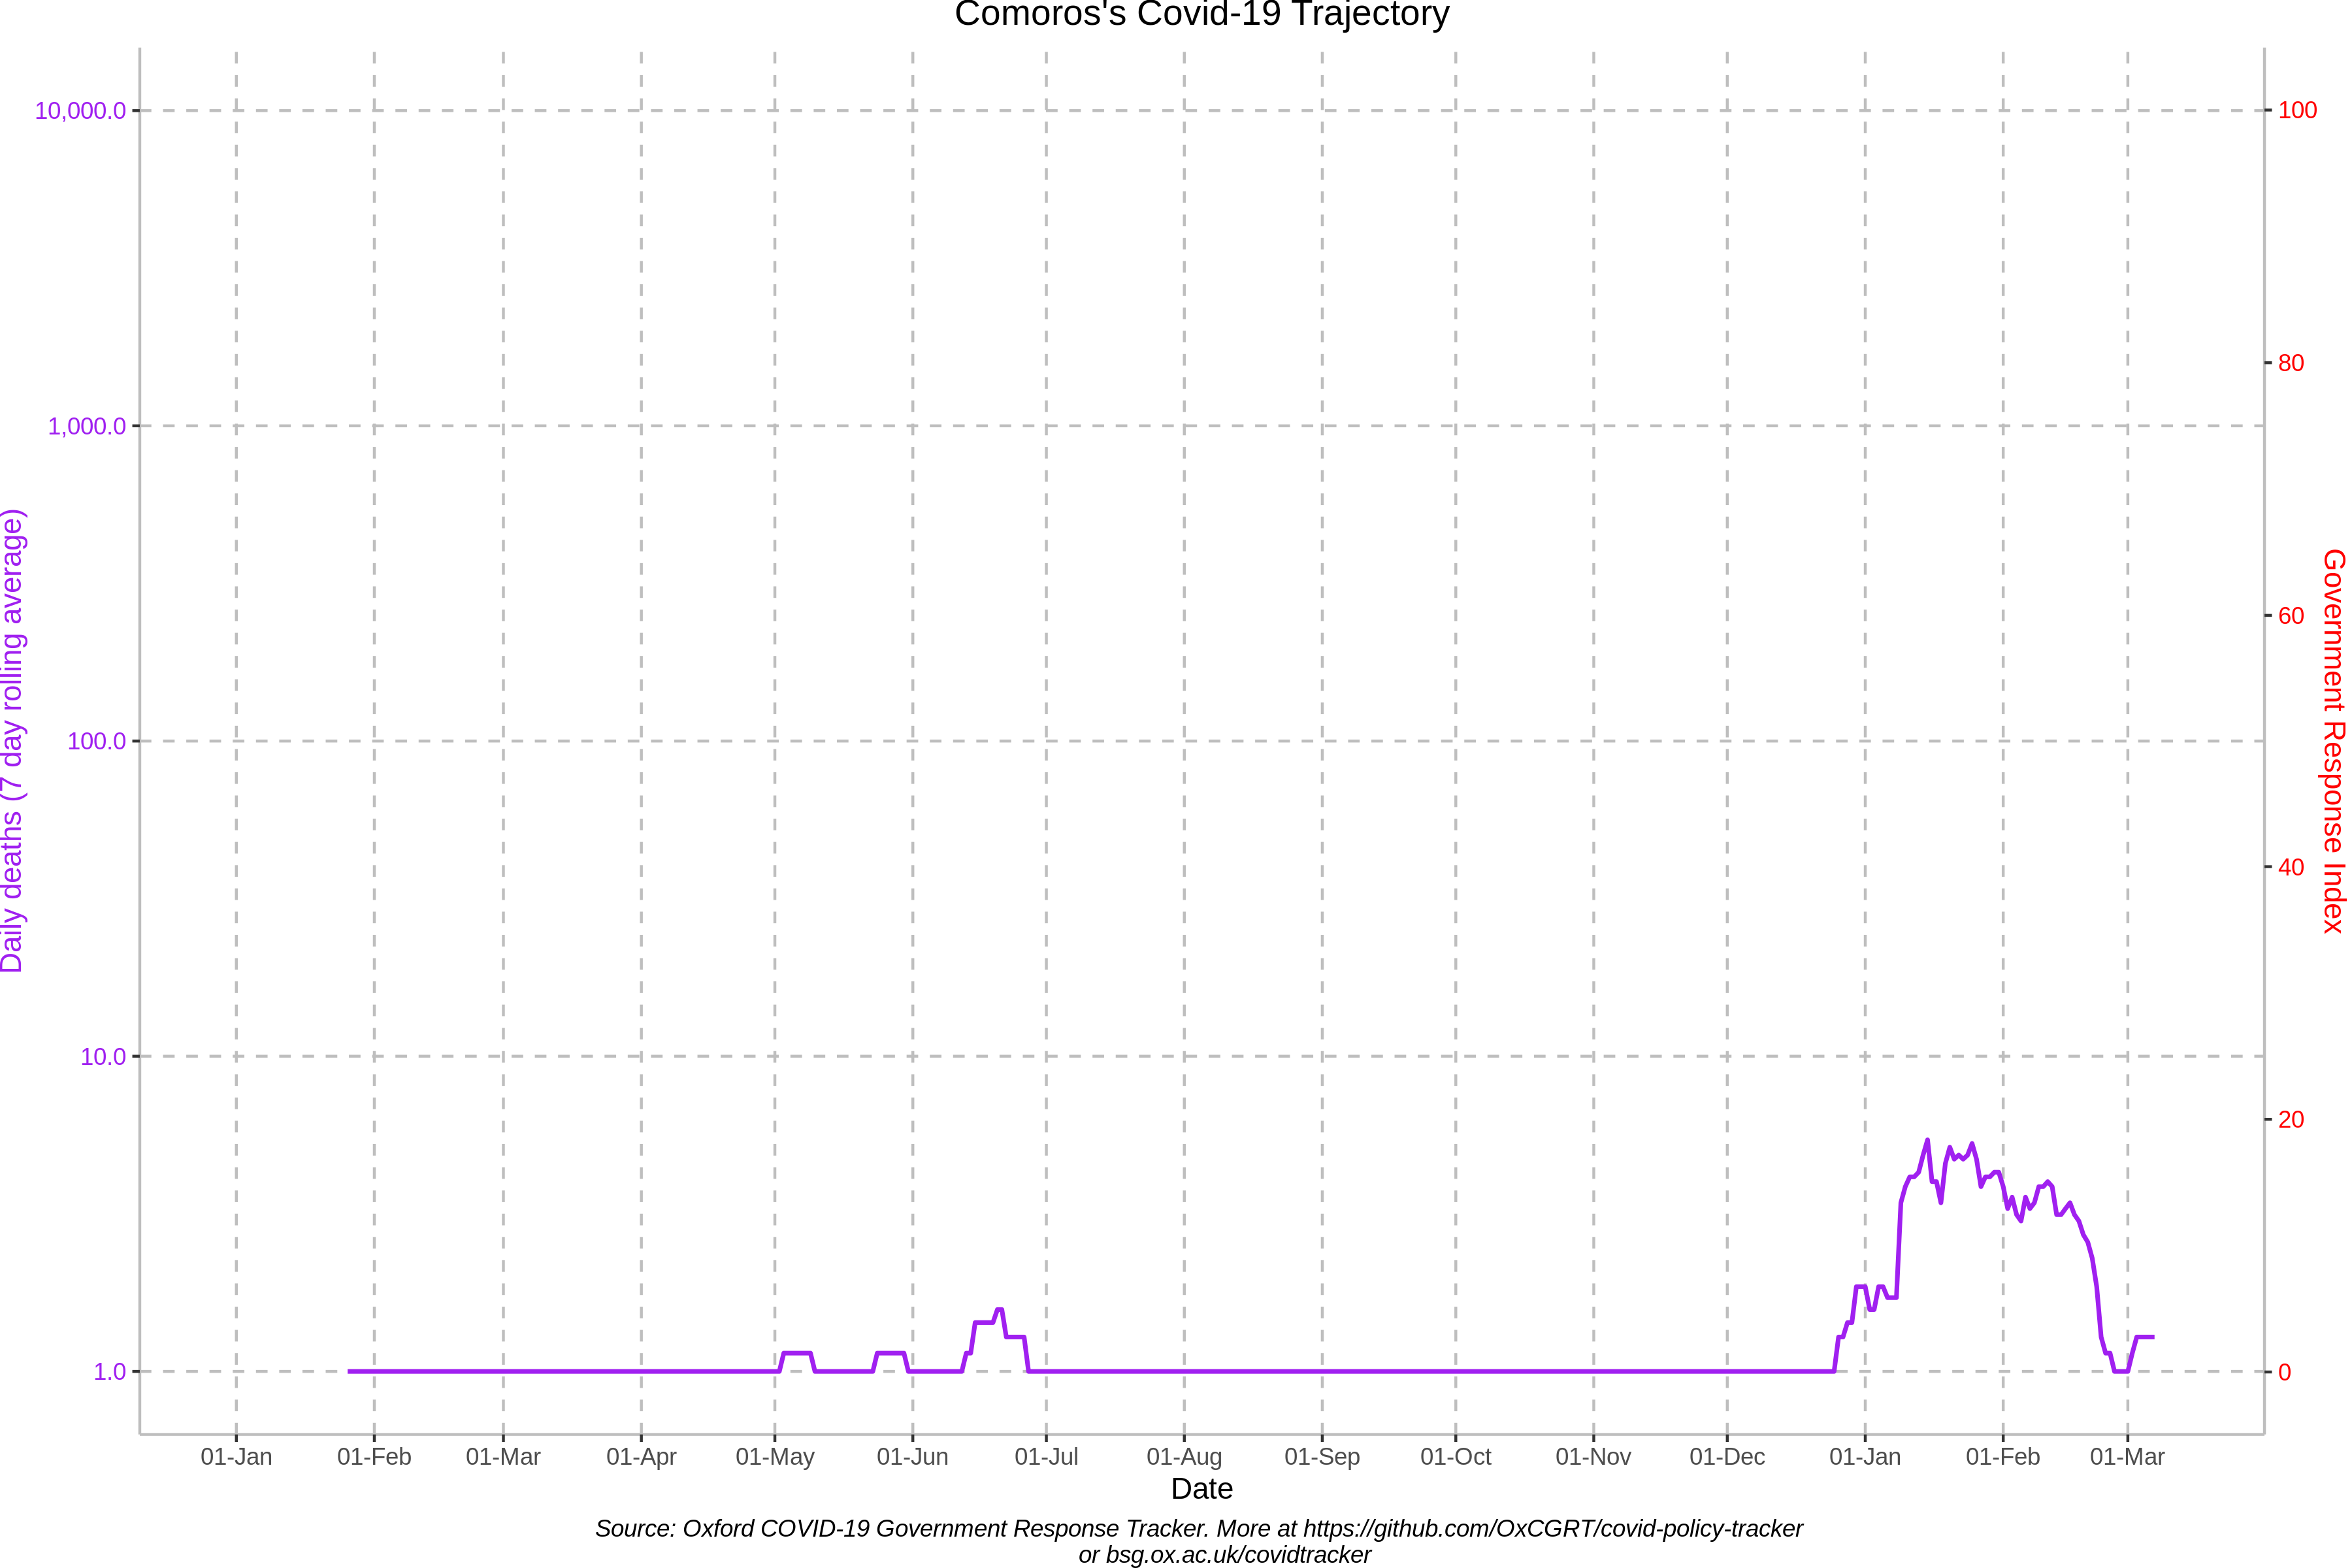 Comoros's Covid-19 Trajectory
10,000.0
1,000.0
100.0
10.0
1.0
Daily deaths (7 day rolling average)
100
80
60
40
20
0
Government Response Index
01-Jan 01-Feb 01-Mar 01-Apr 01-May 01-Jun 01-Jul 01-Aug 01-Sep 01-Oct 01-Nov 01-Dec 01-Jan 01-Feb 01-Mar
Date
Source: Oxford COVID-19 Government Response Tracker. More at https://github.com/OxCGRT/covid-policy-tracker
or bsg.ox.ac.uk/covidtracker